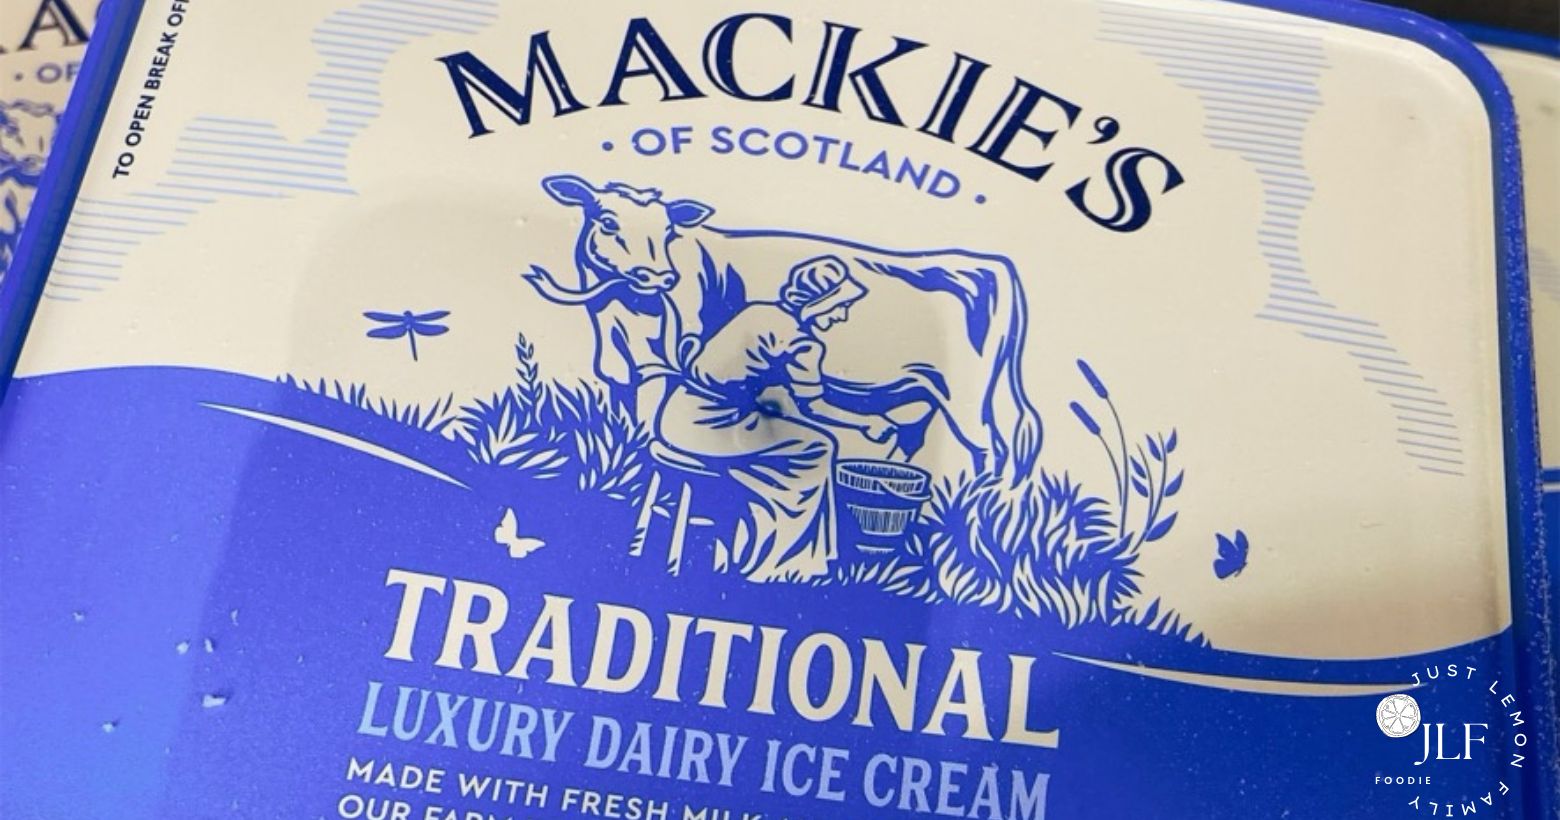 TO OPEN BREAK OFF
MACKIE'S
· OF SCOTLAND ·
TRADITIONAL
LUXURY DAIRY ICE CREAM
MADE WITH FRESH MILK
OUR
JUST LEMON FAMILY
JLF
FOODIE